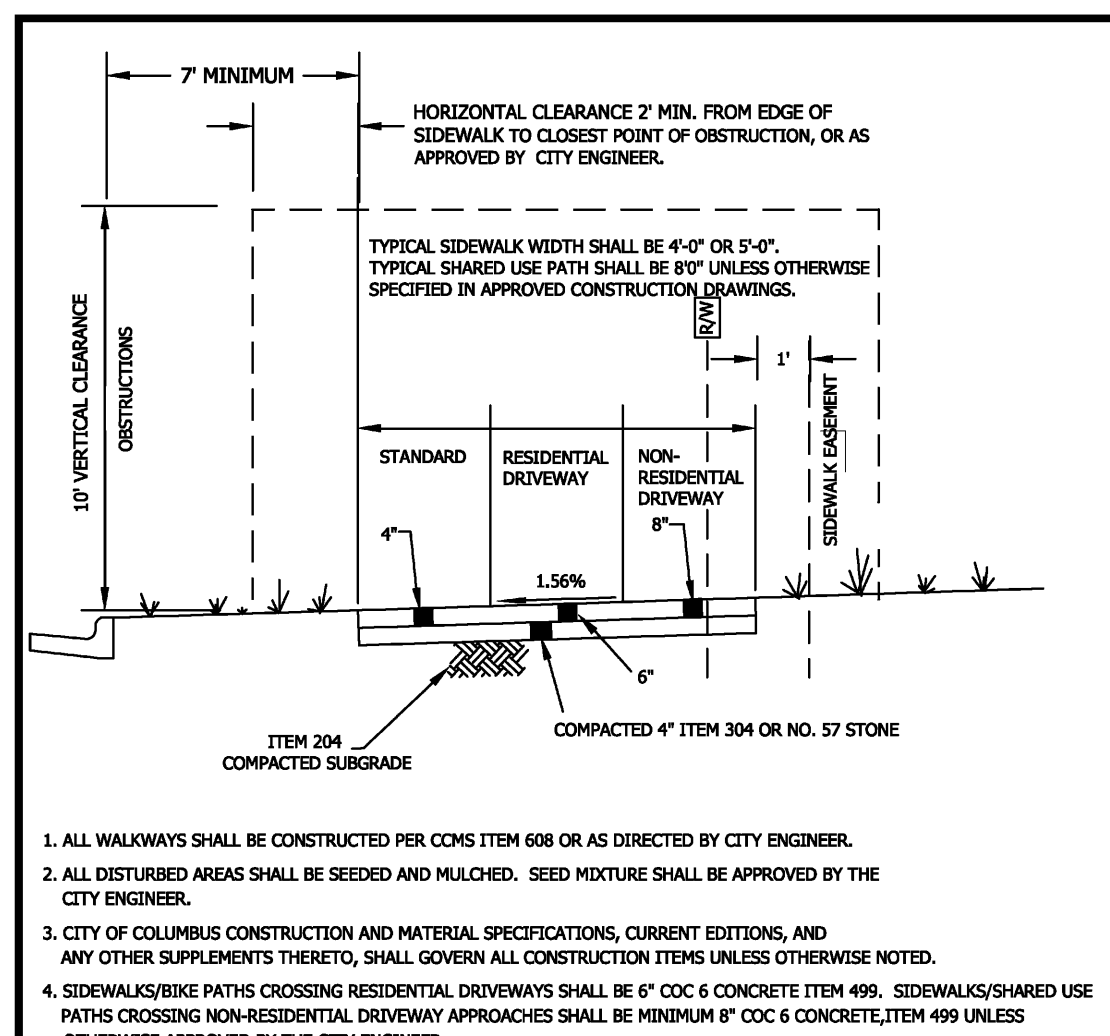 7' MINIMUM
HORIZONTAL CLEARANCE 2' MIN. FROM EDGE OF
SIDEWALK TO CLOSEST POINT OF OBSTRUCTION, OR AS
APPROVED BY CITY ENGINEER.
TYPICAL SIDEWALK WIDTH SHALL BE 4'-0" OR 5'-0".
TYPICAL SHARED USE PATH SHALL BE 8'0" UNLESS OTHERWISE
SPECIFIED IN APPROVED CONSTRUCTION DRAWINGS.
R/W
10' VERTICAL CLEARANCE
OBSTRUCTIONS
1'
SIDEWALK EASEMENT
STANDARD
RESIDENTIAL
DRIVEWAY
NON-
RESIDENTIAL
DRIVEWAY
4"
8"
1.56%
6"
ITEM 204
COMPACTED SUBGRADE
COMPACTED 4" ITEM 304 OR NO. 57 STONE
1. ALL WALKWAYS SHALL BE CONSTRUCTED PER CCMS ITEM 608 OR AS DIRECTED BY CITY ENGINEER.
2. ALL DISTURBED AREAS SHALL BE SEEDED AND MULCHED. SEED MIXTURE SHALL BE APPROVED BY THE
CITY ENGINEER.
3. CITY OF COLUMBUS CONSTRUCTION AND MATERIAL SPECIFICATIONS, CURRENT EDITIONS, AND
ANY OTHER SUPPLEMENTS THERETO, SHALL GOVERN ALL CONSTRUCTION ITEMS UNLESS OTHERWISE NOTED.
4. SIDEWALKS/BIKE PATHS CROSSING RESIDENTIAL DRIVEWAYS SHALL BE 6" COC 6 CONCRETE ITEM 499. SIDEWALKS/SHARED USE
PATHS CROSSING NON-RESIDENTIAL DRIVEWAY APPROACHES SHALL BE MINIMUM 8" COC 6 CONCRETE,ITEM 499 UNLESS
OTHERWISE APPROVED BY THE CITY ENGINEER